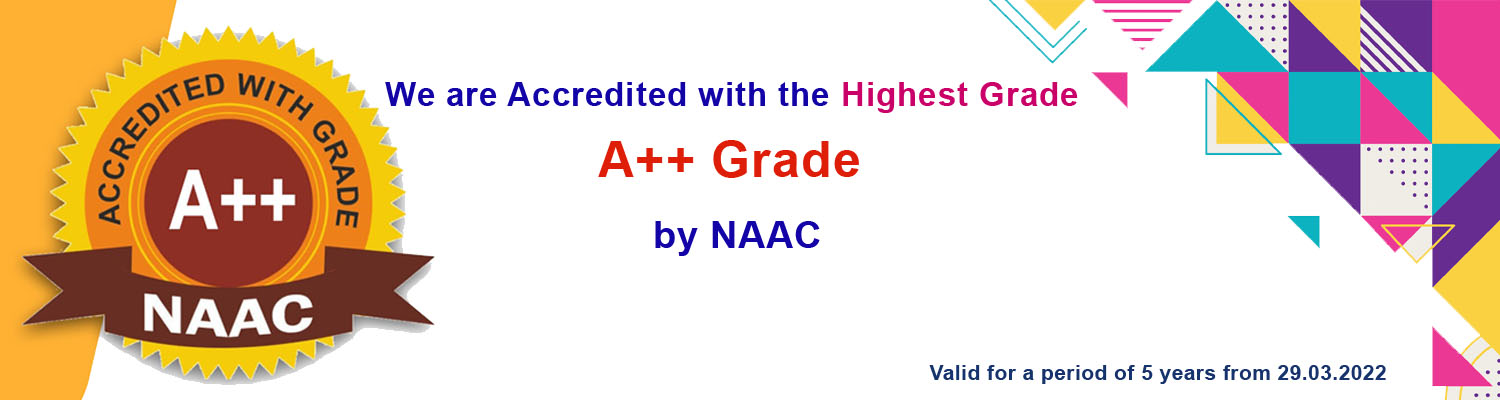 ACCREDITED WITH GRADE
A++
NAAC
We are Accredited with the Highest Grade
A++ Grade
by NAAC
Valid for a period of 5 years from 29.03.2022